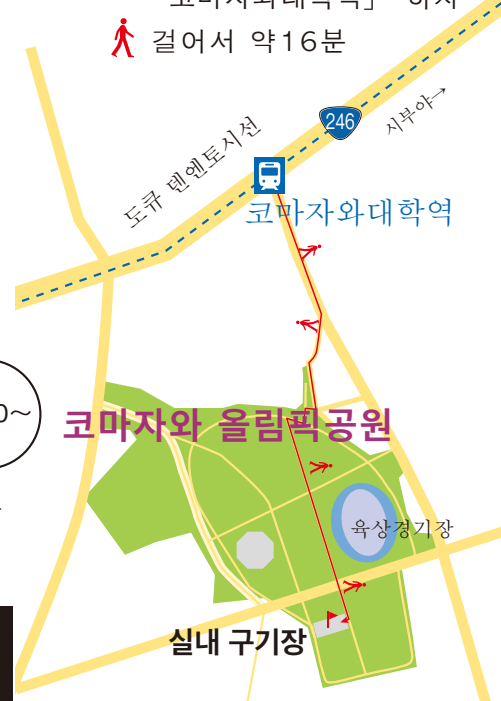 걸어서 약16분
246
시부야→
도큐 덴엔토시선
코마자와대학역
0~
코마자와 올림픽공원
육상경기장
실내 구기장